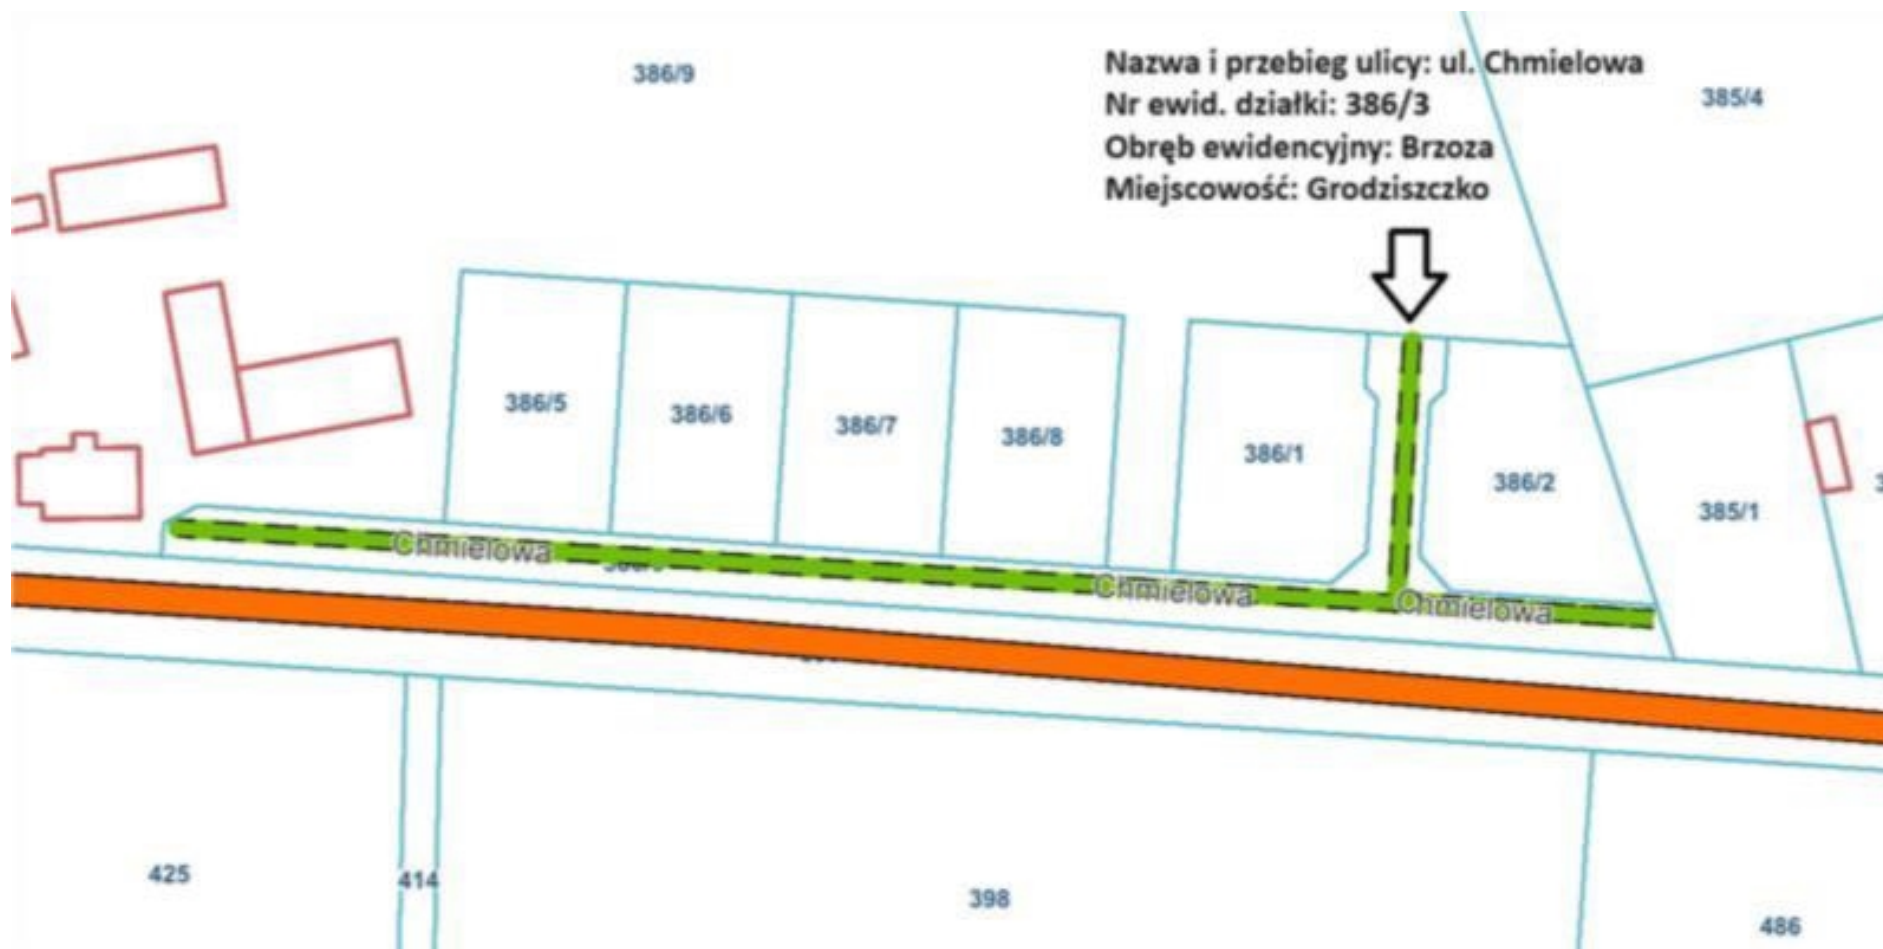 386/9
Nazwa i przebieg ulicy: ul. Chmielowa
Nr ewid. działki: 386/3
Obręb ewidencyjny: Brzoza
Miejscowość: Grodziszczko
385/4
386/5
386/6
386/7
386/8
386/1
386/2
385/1
Chmielowa
Chmielowa
Chmielowa
425
414
398
486